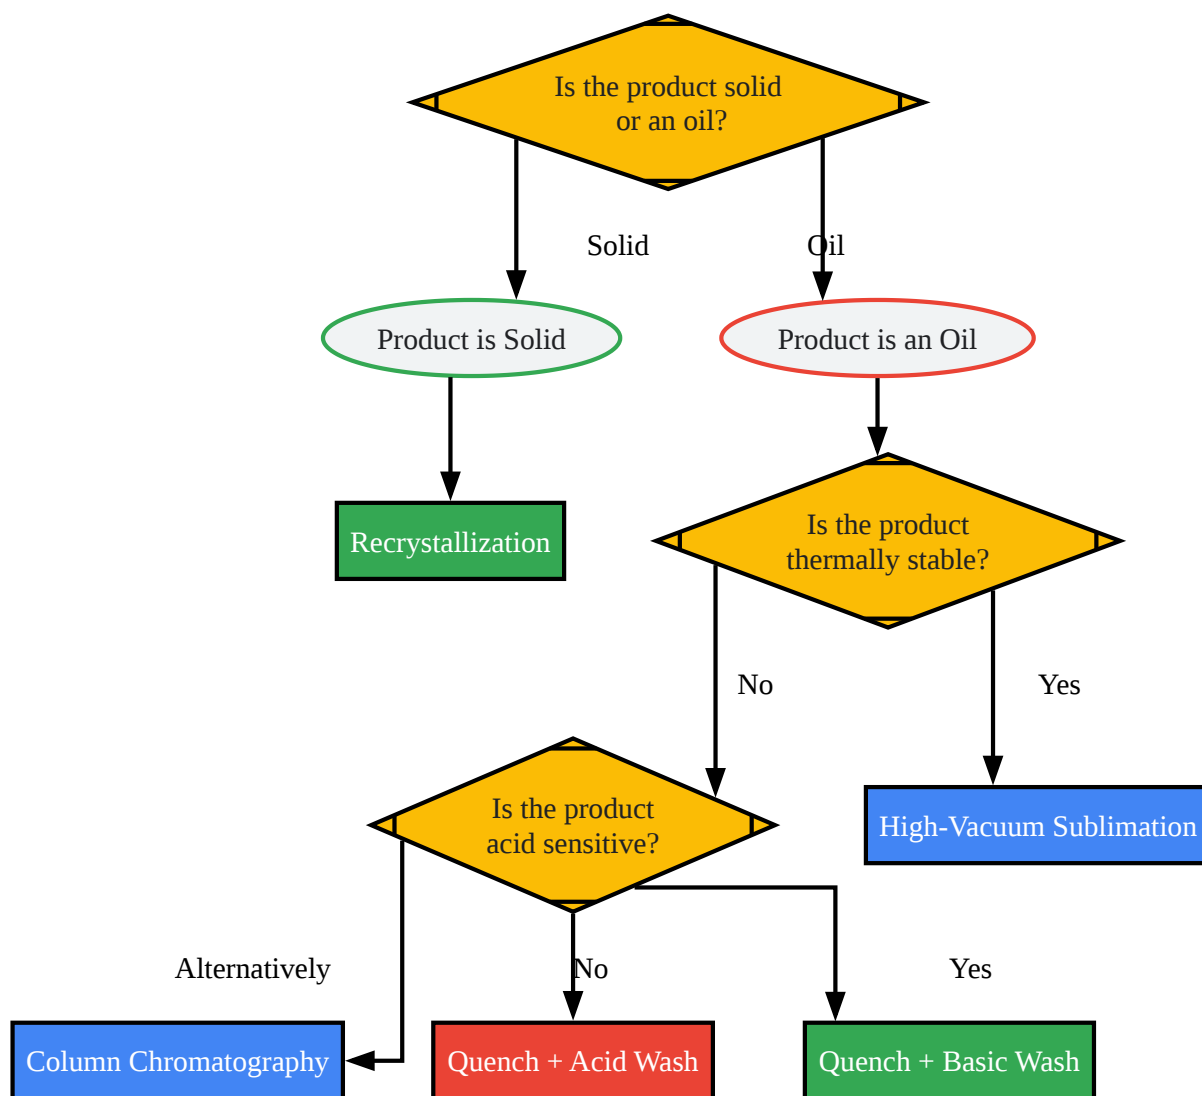 Is the product solid
or an oil?
Solid
Oil
Product is Solid
Product is an Oil
Is the product
thermally stable?
Recrystallization
No
Yes
Is the product
acid sensitive?
High-Vacuum Sublimation
Alternatively
No
Yes
Column Chromatography
Quench + Acid Wash
Quench + Basic Wash